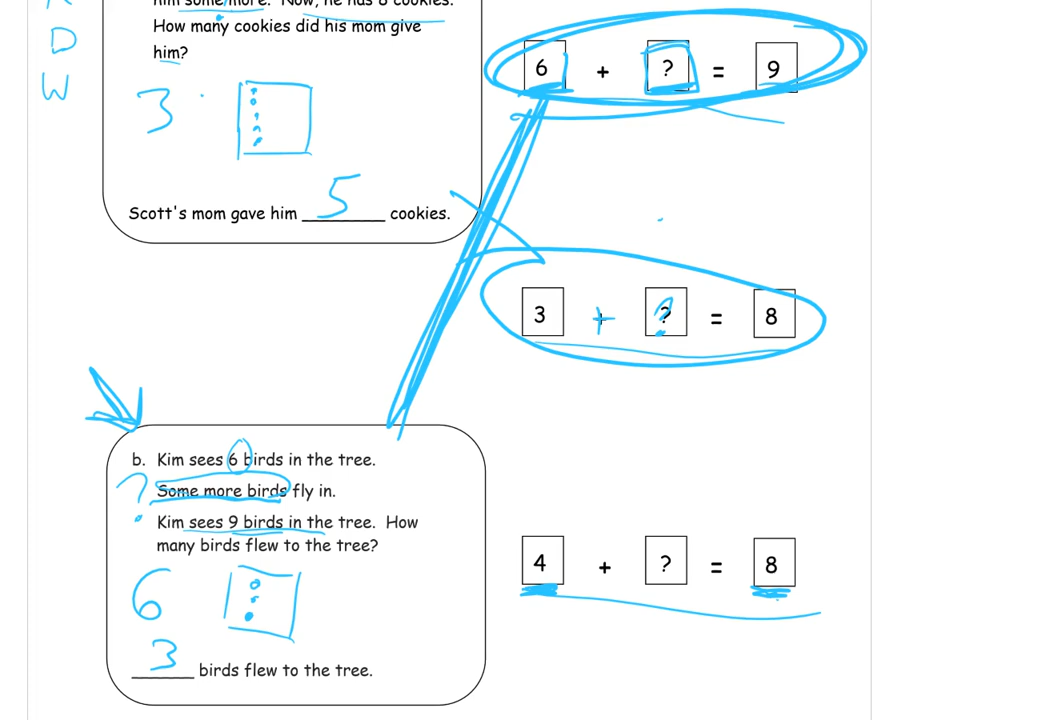 him some more. Now, he has 8 cookies.
How many cookies did his mom give
him?
D
W
3
Scott's mom gave him 5 cookies.
6 + ? = 9
3 + ? = 8
b. Kim sees 6 birds in the tree.
? Some more birds fly in.
Kim sees 9 birds in the tree. How
many birds flew to the tree?
6
3 birds flew to the tree.
4 + ? = 8